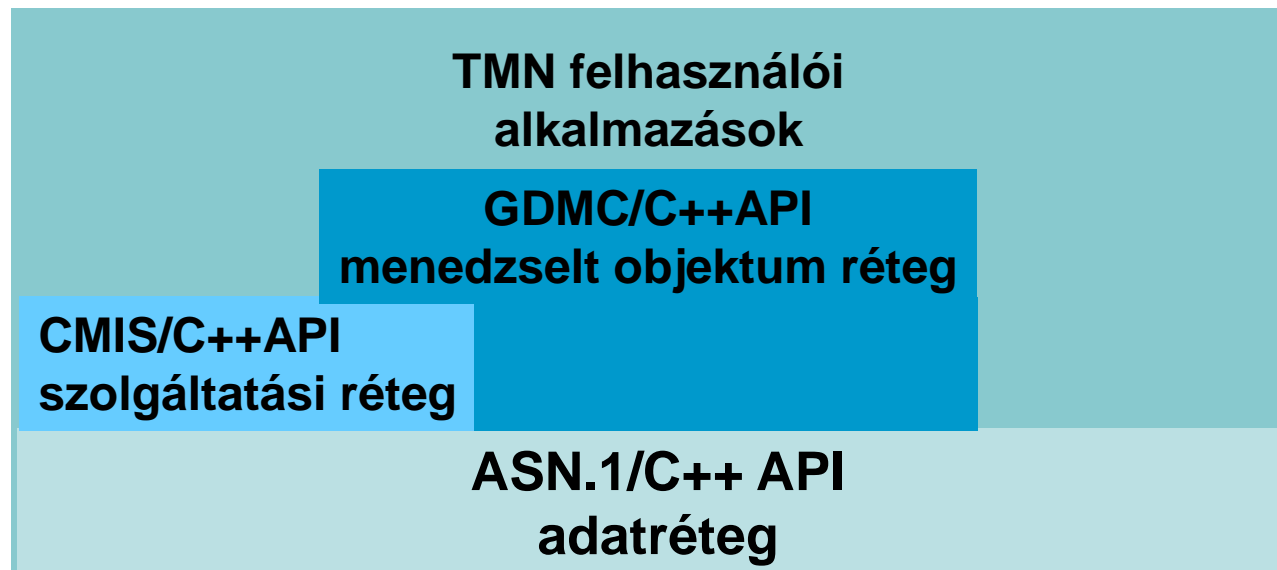 TMN felhasználói
alkalmazások
GDMC/C++API
menedzselt objektum réteg
CMIS/C++API
szolgáltatási réteg
ASN.1/C++ API
adatréteg